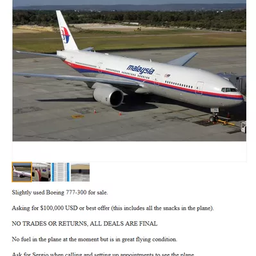 malaysia
Slightly used Boeing 777-300 for sale.
Asking for $100,000 USD or best offer (this includes all the snacks in the plane).
NO TRADES OR RETURNS, ALL DEALS ARE FINAL
No fuel in the plane at the moment but is in great flying condition.
Ask for Sergio when calling and setting up appointments to see the plane.